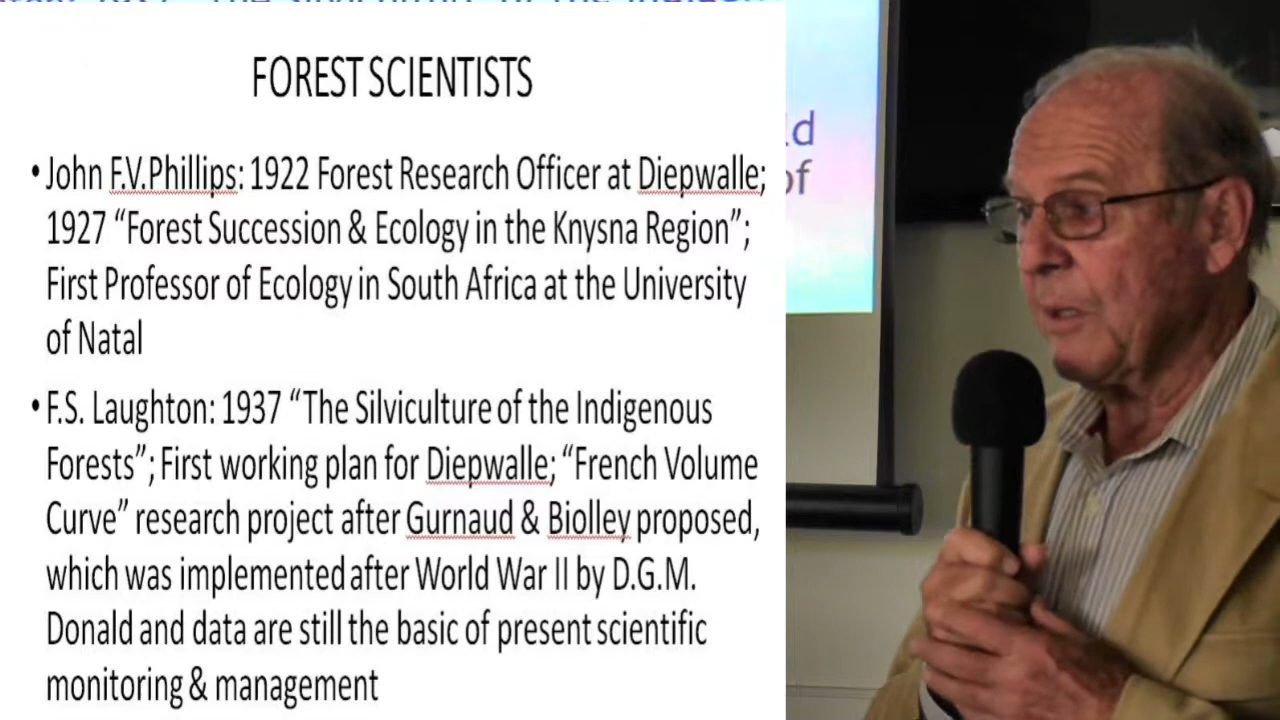 FOREST SCIENTISTS
• John F.V.Phillips: 1922 Forest Research Officer at Diepwalle;
1927 “Forest Succession & Ecology in the Knysna Region”;
First Professor of Ecology in South Africa at the University
of Natal
• F.S. Laughton: 1937 “The Silviculture of the Indigenous
Forests”; First working plan for Diepwalle; “French Volume
Curve” research project after Gurnaud & Biolley proposed,
which was implemented after World War II by D.G.M.
Donald and data are still the basic of present scientific
monitoring & management
of